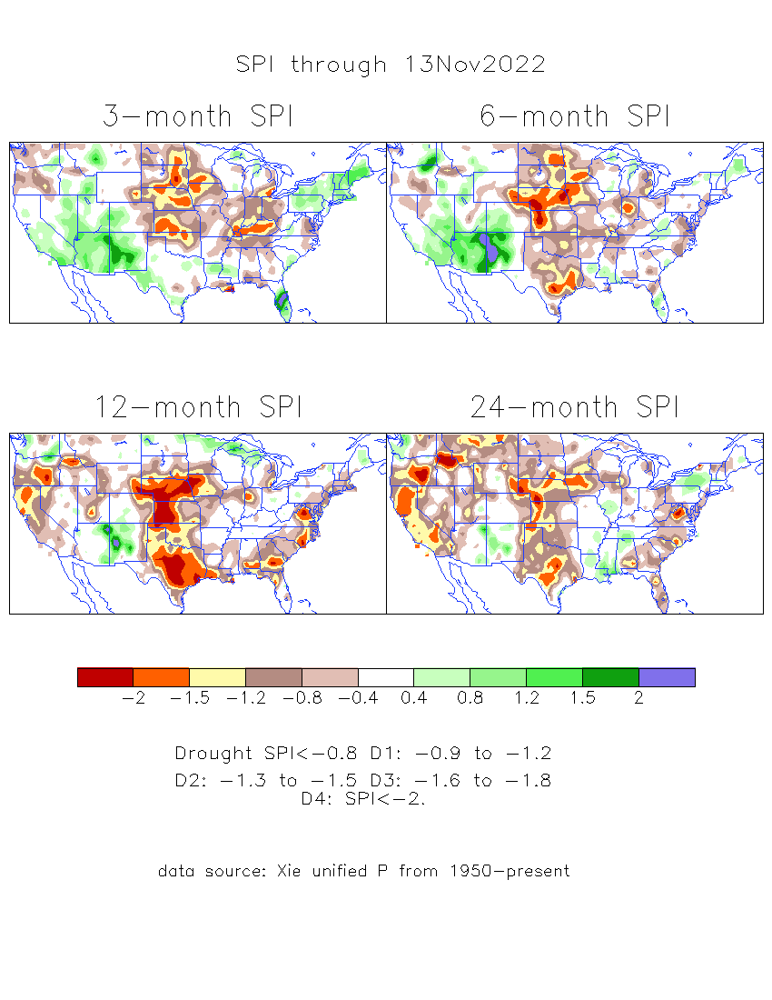 SPI through 13Nov2022
3-month SPI
6-month SPI
12-month SPI
24-month SPI
-2 -1.5 -1.2 -0.8 -0.4 0.4 0.8 1.2 1.5 2
Drought SPI<-0.8 D1: -0.9 to -1.2
D2: -1.3 to -1.5 D3: -1.6 to -1.8
D4: SPI<-2.
data source: Xie unified P from 1950-present